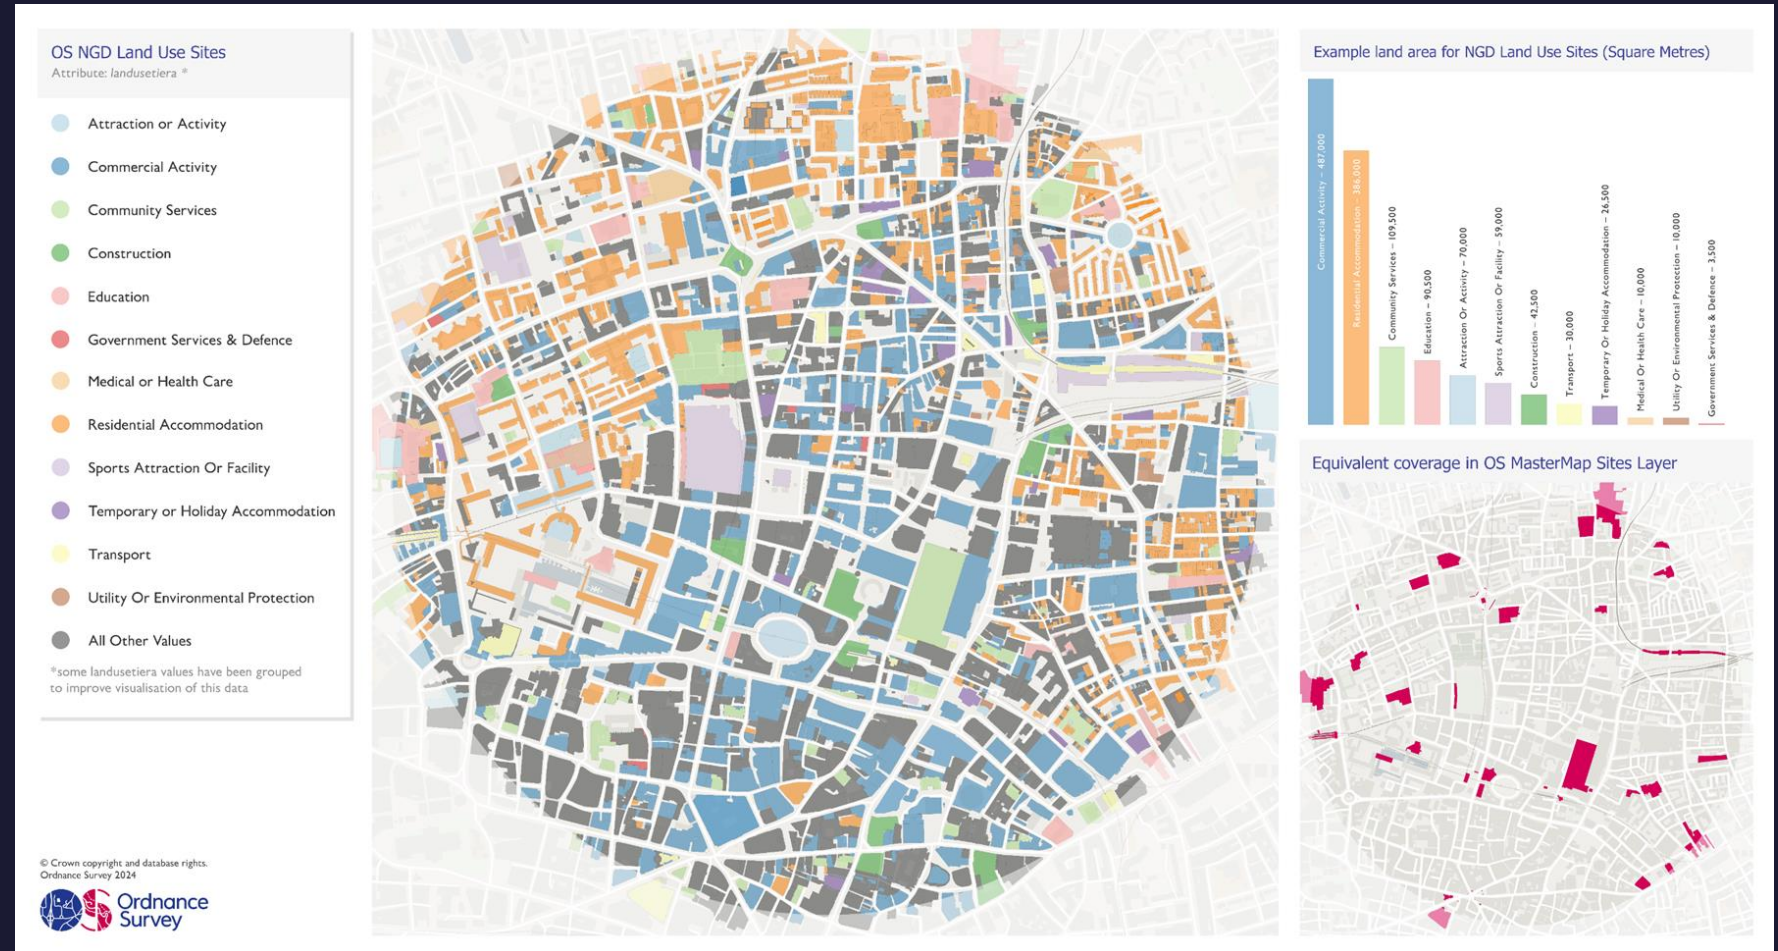 OS NGD Land Use Sites
Attribute: landusetiera *
Attraction or Activity
Commercial Activity
Community Services
Construction
Education
Government Services & Defence
Medical or Health Care
Residential Accommodation
Sports Attraction Or Facility
Temporary or Holiday Accommodation
Transport
Utility Or Environmental Protection
All Other Values
*some landusetiera values have been grouped
to improve visualisation of this data
© Crown copyright and database rights.
Ordnance Survey 2024
OS
Ordnance
Survey
Example land area for NGD Land Use Sites (Square Metres)
Commercial Activity – 487,000
Residential Accommodation – 386,000
Community Services – 109,500
Education – 90,500
Attraction Or Activity – 70,000
Sports Attraction Or Facility – 59,000
Construction – 42,500
Transport – 30,000
Temporary Or Holiday Accommodation – 26,500
Medical Or Health Care – 10,000
Utility Or Environmental Protection – 10,000
Government Services & Defence – 3,500
Equivalent coverage in OS MasterMap Sites Layer